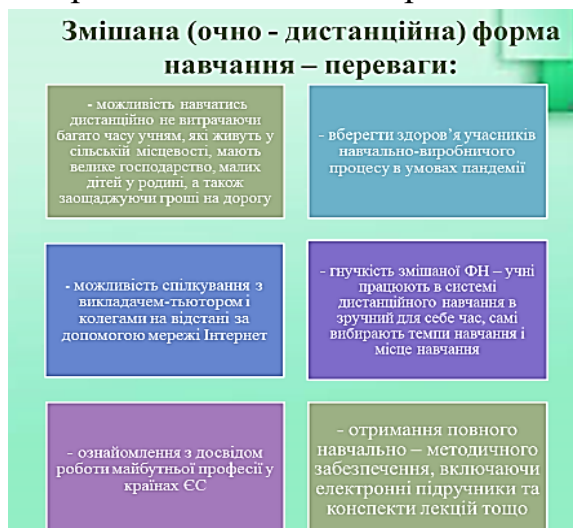 Змішана (очно - дистанційна) форма
навчання – переваги:
- можливість навчатись
дистанційно не витрачаючи
багато часу учням, які живуть у
сільській місцевості, мають
велике господарство, малих
дітей у родині, а також
заощаджуючи гроші на дорогу
- вберегти здоров’я учасників
навчально-виробничого
процесу в умовах пандемії
- можливість спілкування з
викладачем-тьютором і
колегами на відстані за
допомогою мережі Інтернет
- гнучкість змішаної ФН – учні
працюють в системі
дистанційного навчання в
зручний для себе час, самі
вибирають темпи навчання і
місце навчання
- ознайомлення з досвідом
роботи майбутньої професії у
країнах ЄС
- отримання повного
навчально – методичного
забезпечення, включаючи
електронні підручники та
конспекти лекцій тощо